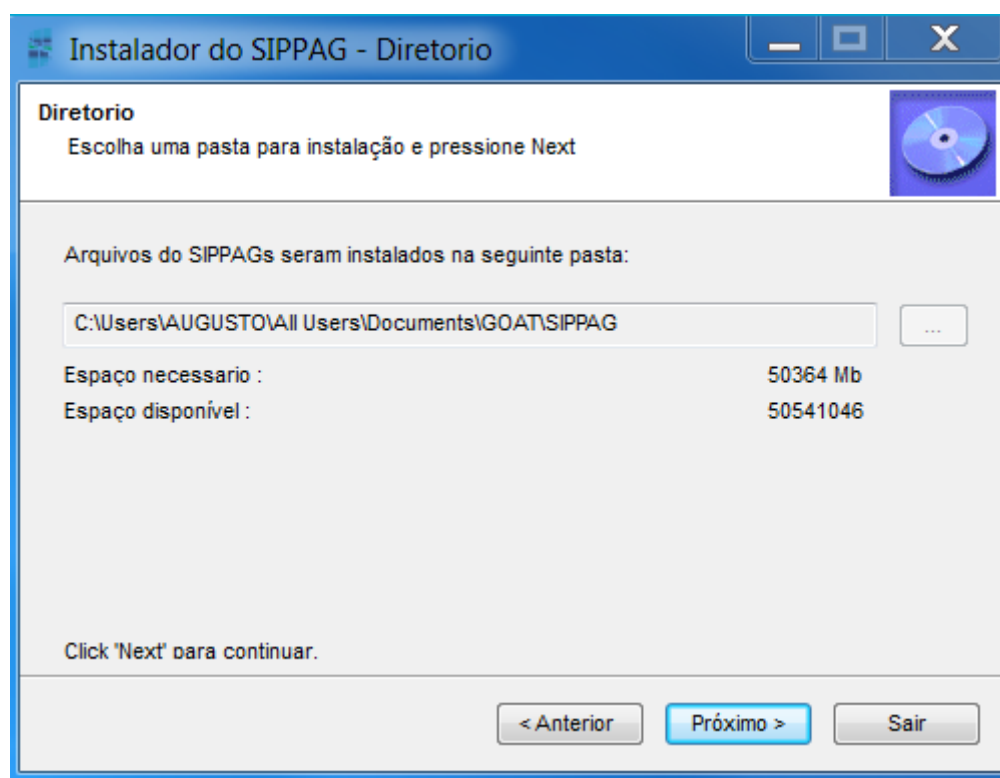 Instalador do SIPPAG - Diretorio
Diretorio
Escolha uma pasta para instalação e pressione Next
Arquivos do SIPPAGs seram instalados na seguinte pasta:
C:\Users\AUGUSTO\All Users\Documents\GOAT\SIPPAG
...
Espaço necessario : 50364 Mb
Espaço disponível : 50541046
Click 'Next' para continuar.
< Anterior Próximo > Sair